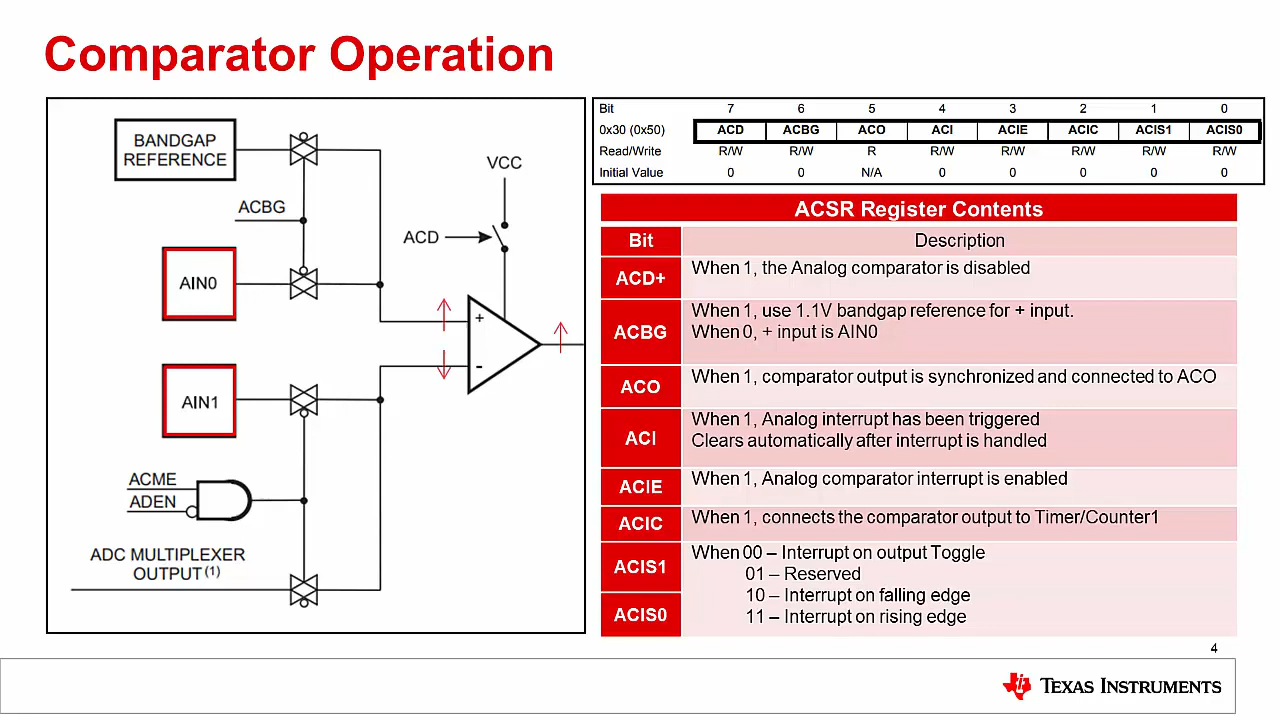 Comparator Operation
BANDGAP
REFERENCE
ACBG
AIN0
AIN1
ACME
ADEN
ADC MULTIPLEXER
OUTPUT(1)
VCC
ACD
+
-
Bit 7 6 5 4 3 2 1 0
0x30 (0x50) ACD ACBG ACO ACI ACIE ACIC ACIS1 ACIS0
Read/Write R/W R/W R R/W R/W R/W R/W R/W
Initial Value 0 0 N/A 0 0 0 0 0
ACSR Register Contents
Bit Description
ACD+ When 1, the Analog comparator is disabled
ACBG When 1, use 1.1V bandgap reference for + input.
When 0, + input is AIN0
ACO When 1, comparator output is synchronized and connected to ACO
ACI When 1, Analog interrupt has been triggered
Clears automatically after interrupt is handled
ACIE When 1, Analog comparator interrupt is enabled
ACIC When 1, connects the comparator output to Timer/Counter1
ACIS1 When 00 – Interrupt on output Toggle
01 – Reserved
ACIS0 10 – Interrupt on falling edge
11 – Interrupt on rising edge
4
TEXAS INSTRUMENTS